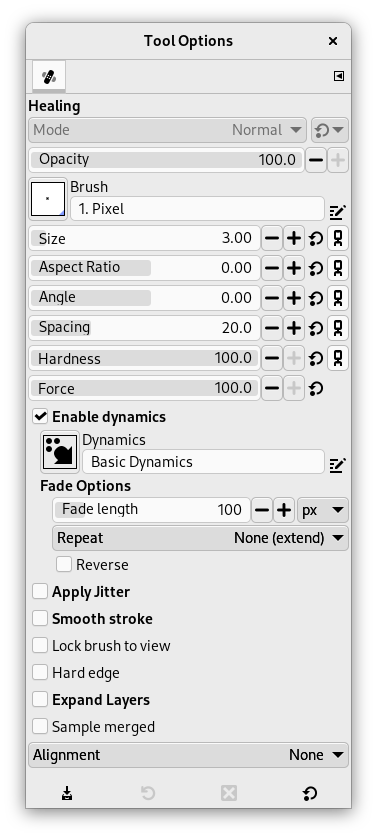 Tool Options
Healing
Mode Normal
Opacity 100.0
Brush
1. Pixel
Size 3.00
Aspect Ratio 0.00
Angle 0.00
Spacing 20.0
Hardness 100.0
Force 100.0
Enable dynamics
Dynamics
Basic Dynamics
Fade Options
Fade length 100 px
Repeat None (extend)
Reverse
Apply Jitter
Smooth stroke
Lock brush to view
Hard edge
Expand Layers
Sample merged
Alignment None